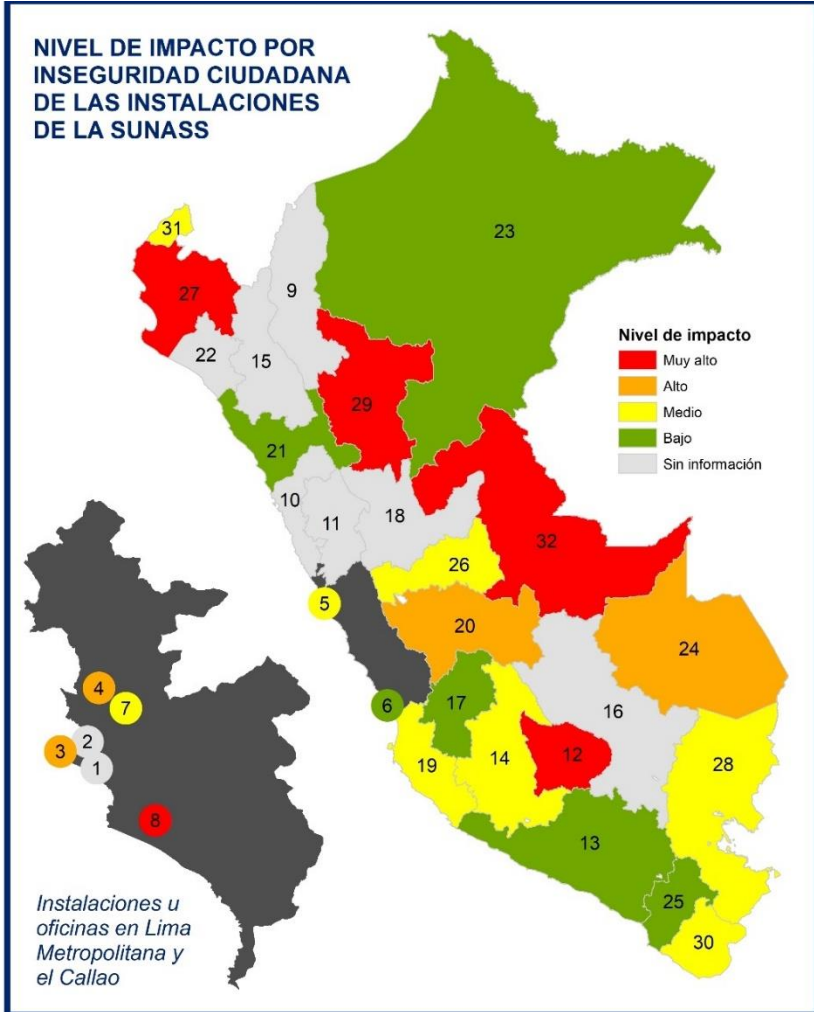 NIVEL DE IMPACTO POR
INSEGURIDAD CIUDADANA
DE LAS INSTALACIONES
DE LA SUNASS
31
27
9
23
22
15
29
21
10
11
18
32
26
5
20
24
6
17
16
19
14
12
28
13
25
30
Nivel de impacto
Muy alto
Alto
Medio
Bajo
Sin información
4
7
2
3
1
8
Instalaciones u
oficinas en Lima
Metropolitana y
el Callao